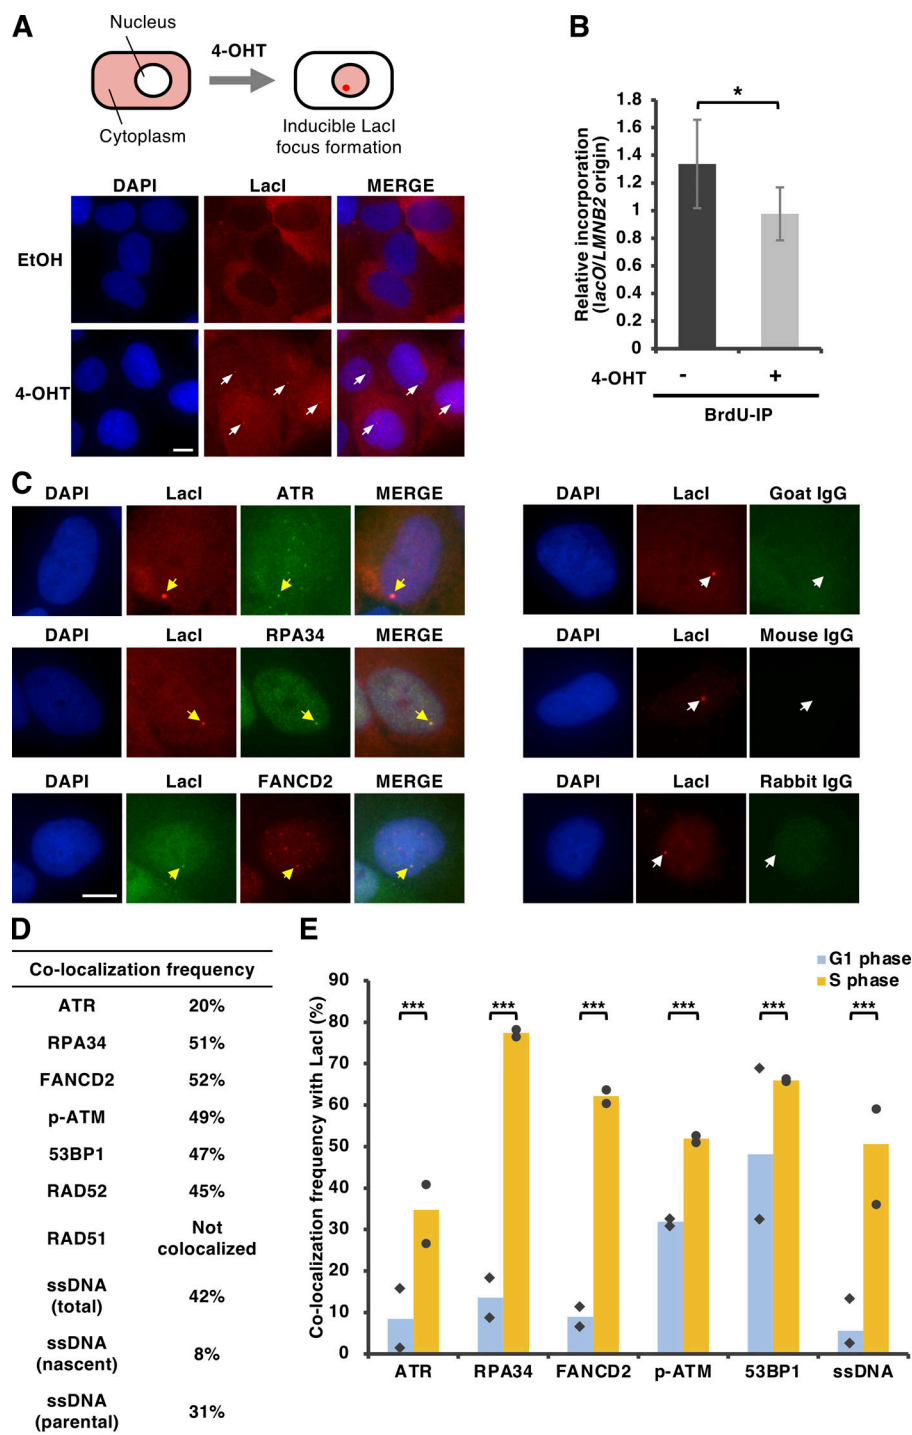 A
Nucleus
4-OHT
Cytoplasm
Inducible LacI
focus formation
DAPI LacI MERGE
EtOH
4-OHT
B
Relative incorporation
(lacO/LMNB2 origin)
1.8
1.6
1.4
1.2
1
0.8
0.6
0.4
0.2
0
*
4-OHT - +
BrdU-IP
C
DAPI LacI ATR MERGE
DAPI LacI RPA34 MERGE
DAPI LacI FANCD2 MERGE
DAPI LacI Goat IgG
DAPI LacI Mouse IgG
DAPI LacI Rabbit IgG
D
Co-localization frequency
ATR 20%
RPA34 51%
FANCD2 52%
p-ATM 49%
53BP1 47%
RAD52 45%
RAD51 Not
colocalized
ssDNA
(total) 42%
ssDNA
(nascent) 8%
ssDNA
(parental) 31%
E
G1 phase
S phase
Co-localization frequency with LacI (%)
90
80
70
60
50
40
30
20
10
0
*** *** *** *** *** ***
ATR RPA34 FANCD2 p-ATM 53BP1 ssDNA